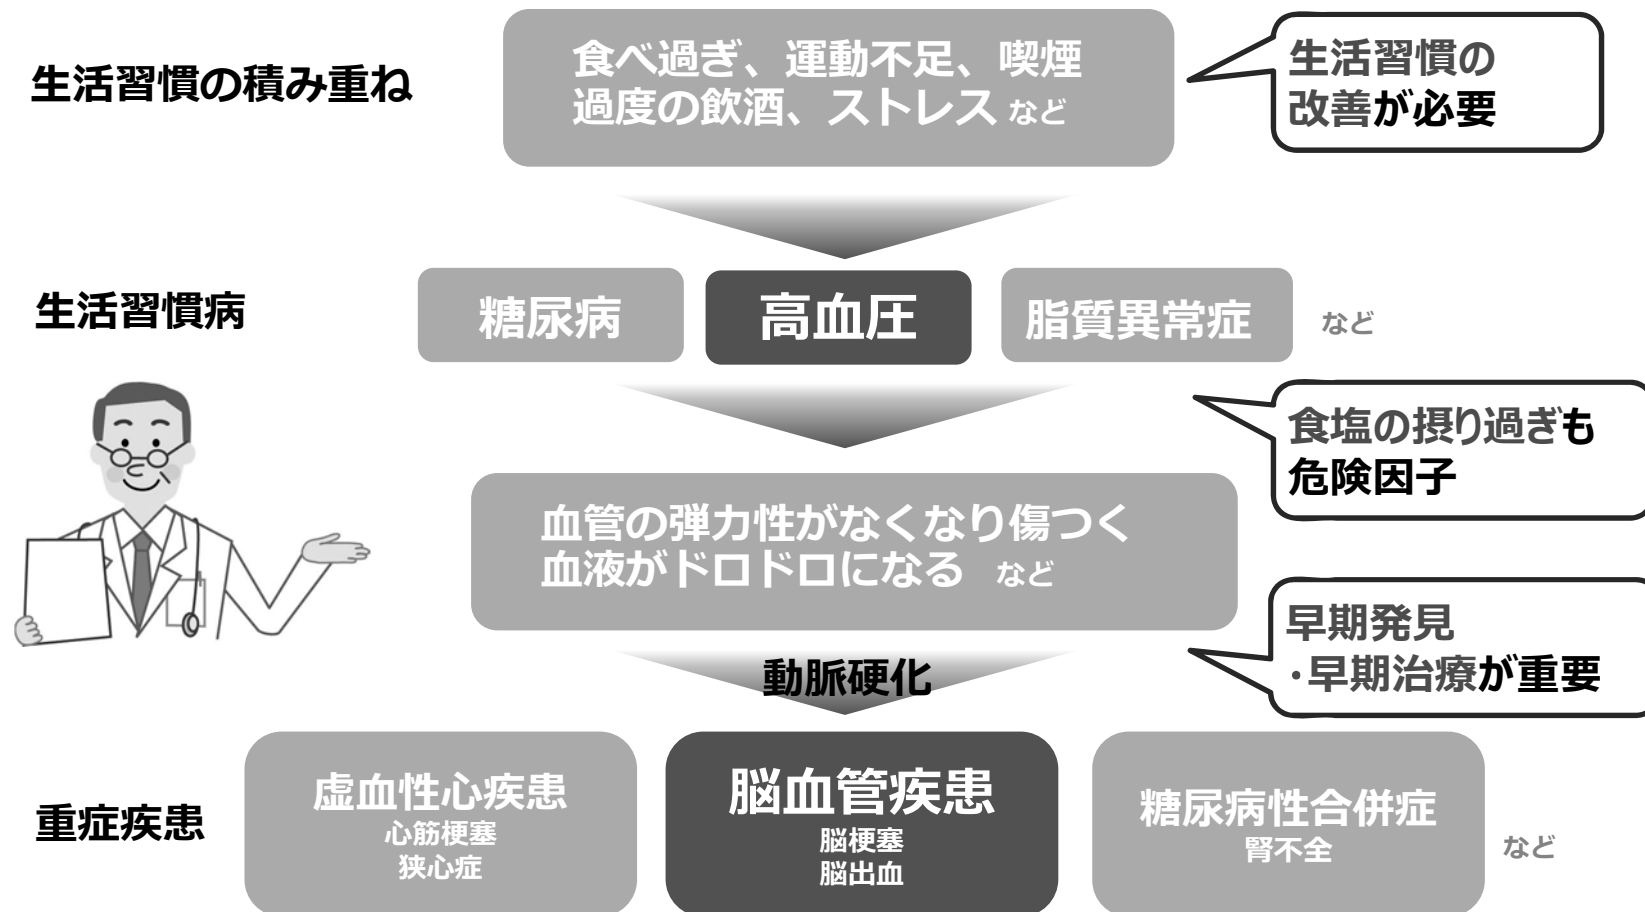 生活習慣の積み重ね
食べ過ぎ、運動不足、喫煙
過度の飲酒、ストレス など
生活習慣の
改善が必要
生活習慣病
糖尿病
高血圧
脂質異常症
など
食塩の摂り過ぎも
危険因子
血管の弾力性がなくなり傷つく
血液がドロドロになる など
早期発見
・早期治療が重要
動脈硬化
重症疾患
虚血性心疾患
心筋梗塞
狭心症
脳血管疾患
脳梗塞
脳出血
糖尿病性合併症
腎不全
など